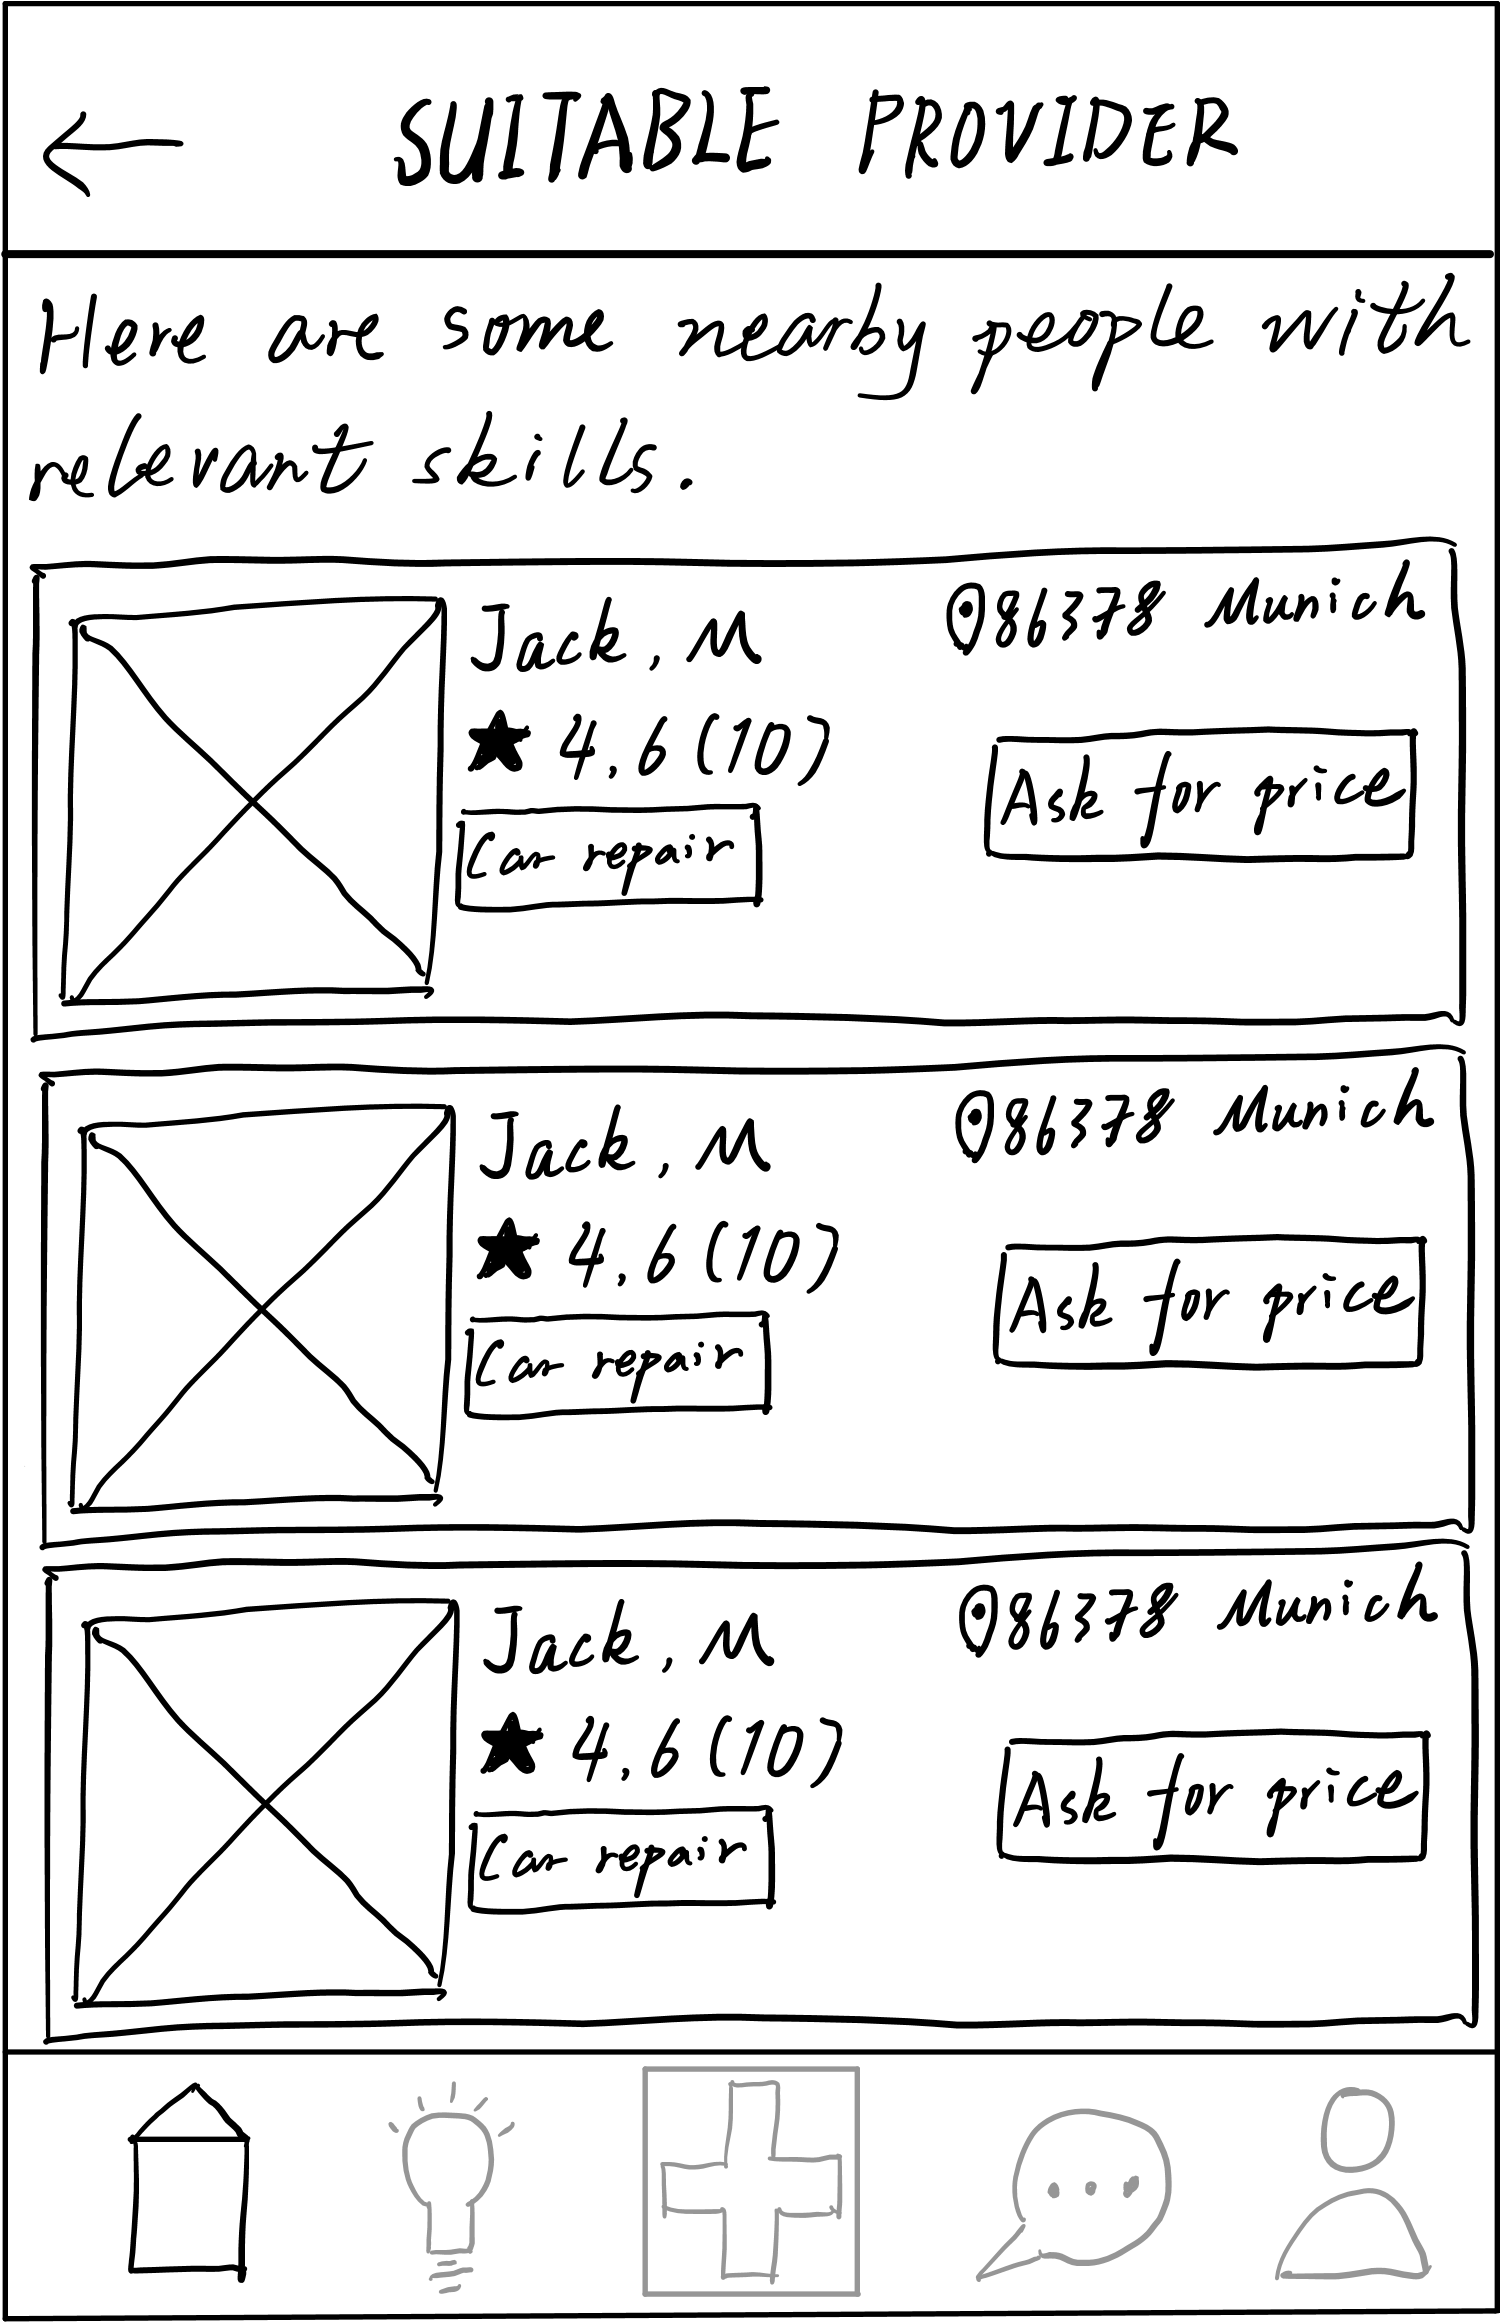 SUITABLE PROVIDER
Here are some nearby people with
relevant skills.
Jack, M
86378 Munich
4.6 (10)
Ask for price
Car repair
Jack, M
86378 Munich
4.6 (10)
Ask for price
Car repair
Jack, M
86378 Munich
4.6 (10)
Ask for price
Car repair